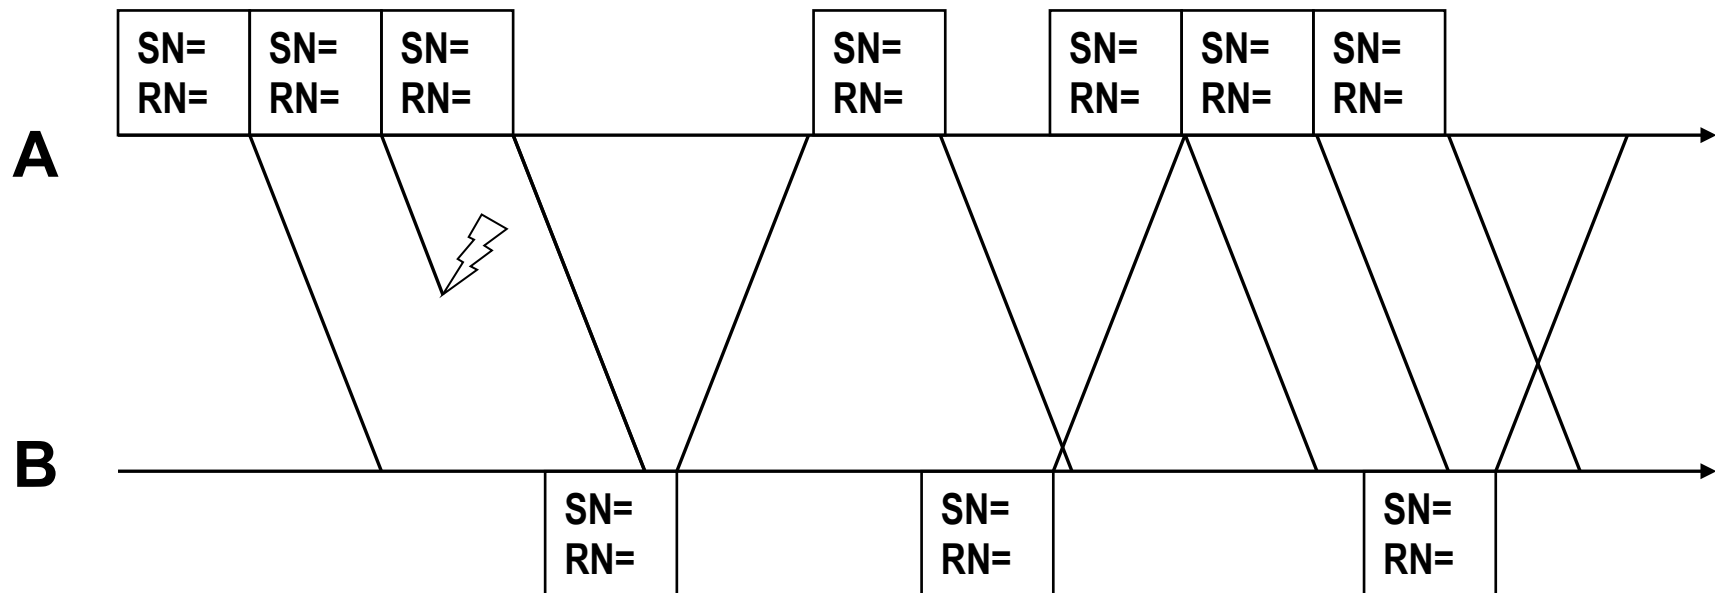 SN= SN= SN= SN= SN= SN= SN=
RN= RN= RN= RN= RN= RN= RN=
A
B
SN= SN= SN=
RN= RN= RN=